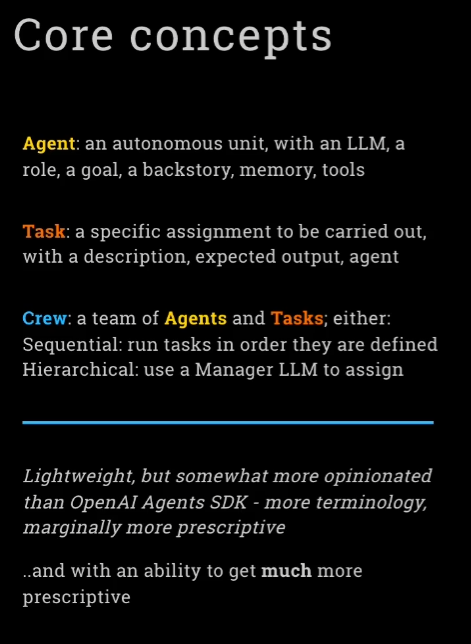 Core concepts
Agent: an autonomous unit, with an LLM, a
role, a goal, a backstory, memory, tools
Task: a specific assignment to be carried out,
with a description, expected output, agent
Crew: a team of Agents and Tasks; either:
Sequential: run tasks in order they are defined
Hierarchical: use a Manager LLM to assign
Lightweight, but somewhat more opinionated
than OpenAI Agents SDK - more terminology,
marginally more prescriptive
..and with an ability to get much more
prescriptive